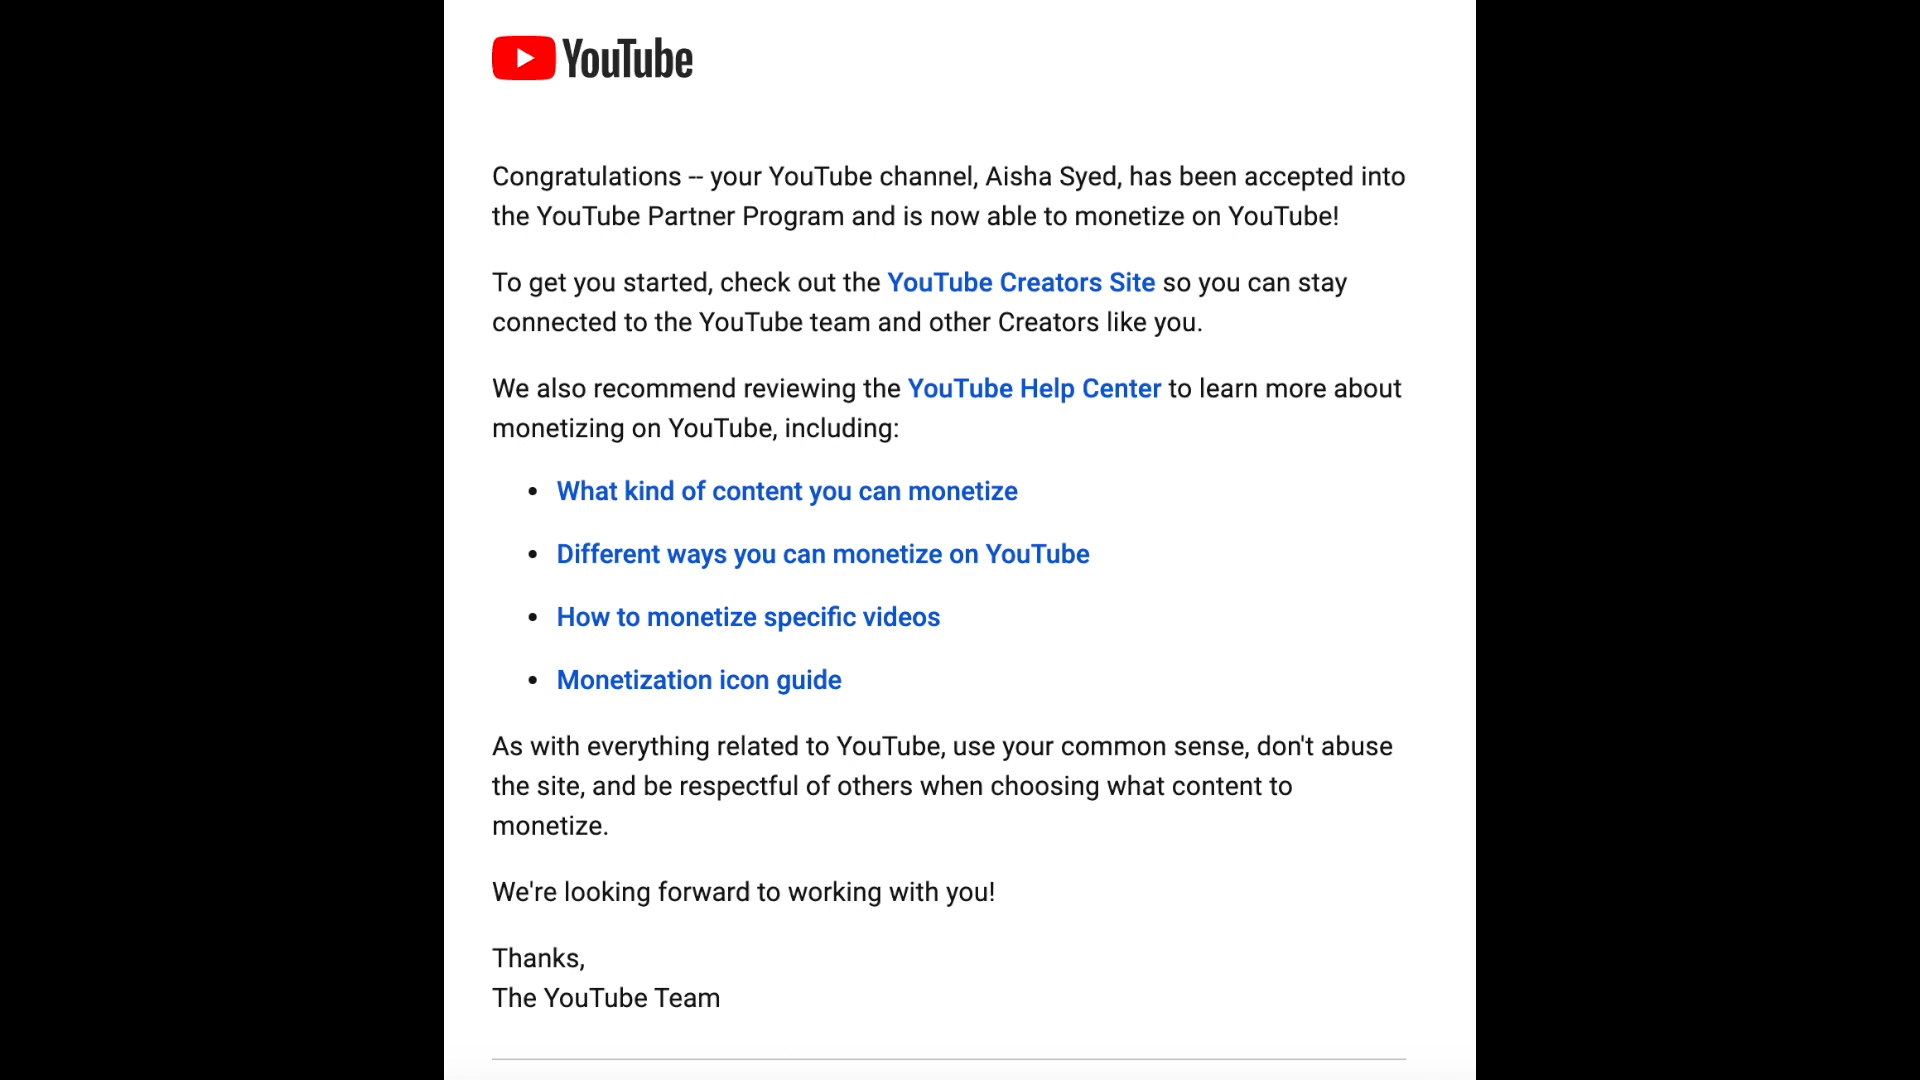 YouTube
Congratulations -- your YouTube channel, Aisha Syed, has been accepted into
the YouTube Partner Program and is now able to monetize on YouTube!
To get you started, check out the YouTube Creators Site so you can stay
connected to the YouTube team and other Creators like you.
We also recommend reviewing the YouTube Help Center to learn more about
monetizing on YouTube, including:
• What kind of content you can monetize
• Different ways you can monetize on YouTube
• How to monetize specific videos
• Monetization icon guide
As with everything related to YouTube, use your common sense, don't abuse
the site, and be respectful of others when choosing what content to
monetize.
We're looking forward to working with you!
Thanks,
The YouTube Team